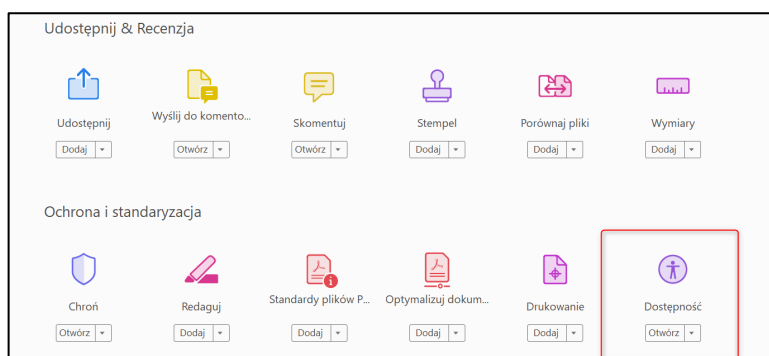 Udostępnij & Recenzja
Udostępnij Wyślij do komento... Skomentuj Stempel Porównaj pliki Wymiary
Dodaj Otwórz Otwórz Dodaj Dodaj Dodaj
Ochrona i standaryzacja
Chroń Redaguj Standardy plików P... Optymalizuj dokum... Drukowanie Dostępność
Otwórz Dodaj Dodaj Dodaj Dodaj Otwórz